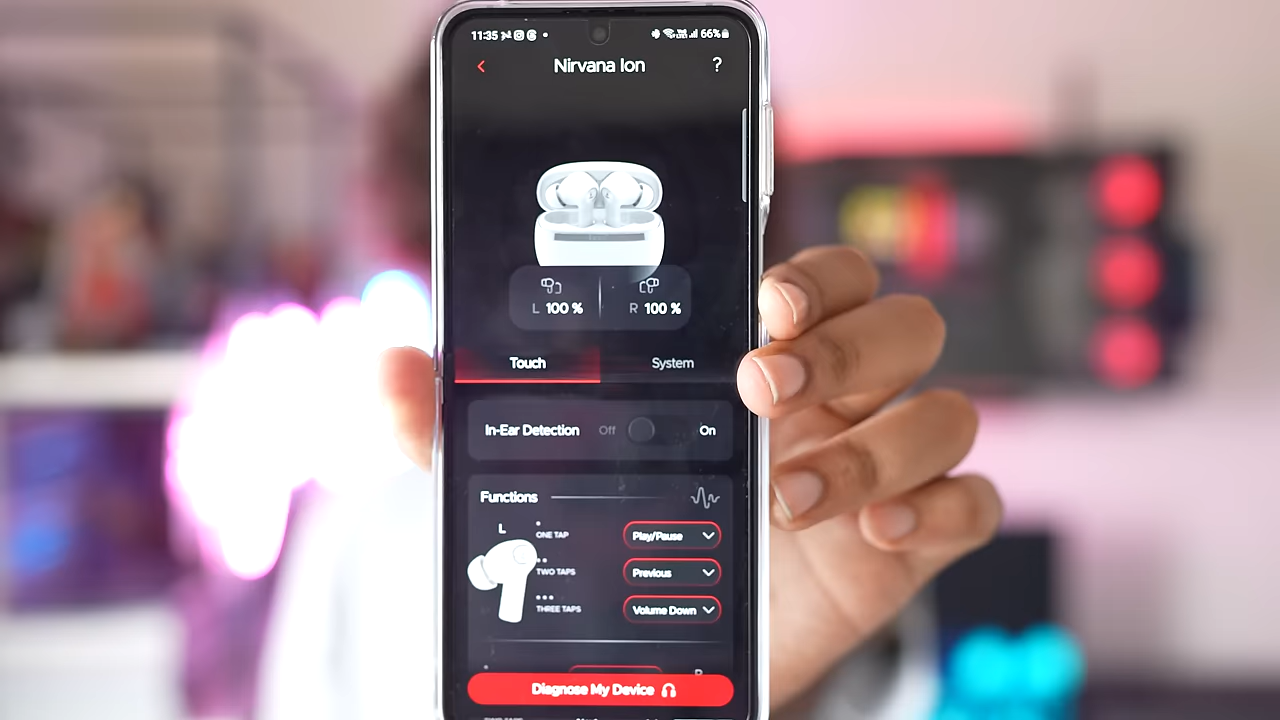 11:35 66%
Nirvana Ion ?
L 100 % R 100 %
Touch System
In-Ear Detection Off On
Functions
L
ONE TAP Play/Pause
TWO TAPS Previous
THREE TAPS Volume Down
R
Diagnose My Device